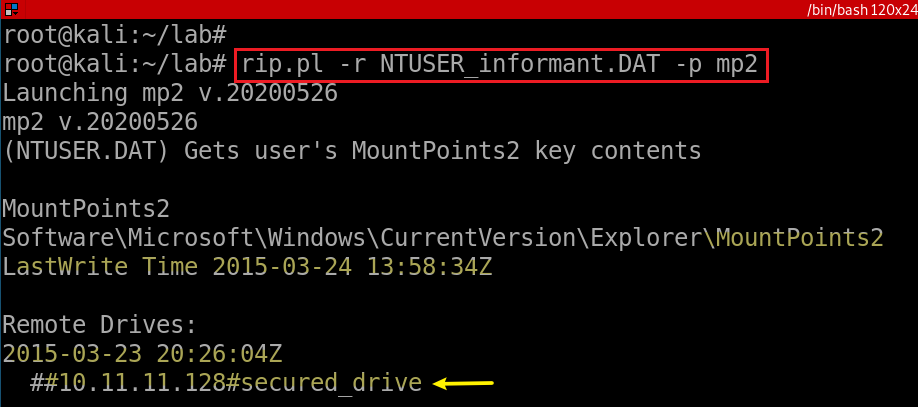 /bin/bash 120x24
root@kali:~/lab#
root@kali:~/lab# rip.pl -r NTUSER_informant.DAT -p mp2
Launching mp2 v.20200526
mp2 v.20200526
(NTUSER.DAT) Gets user's MountPoints2 key contents
MountPoints2
Software\Microsoft\Windows\CurrentVersion\Explorer\MountPoints2
LastWrite Time 2015-03-24 13:58:34Z
Remote Drives:
2015-03-23 20:26:04Z
##10.11.11.128#secured_drive